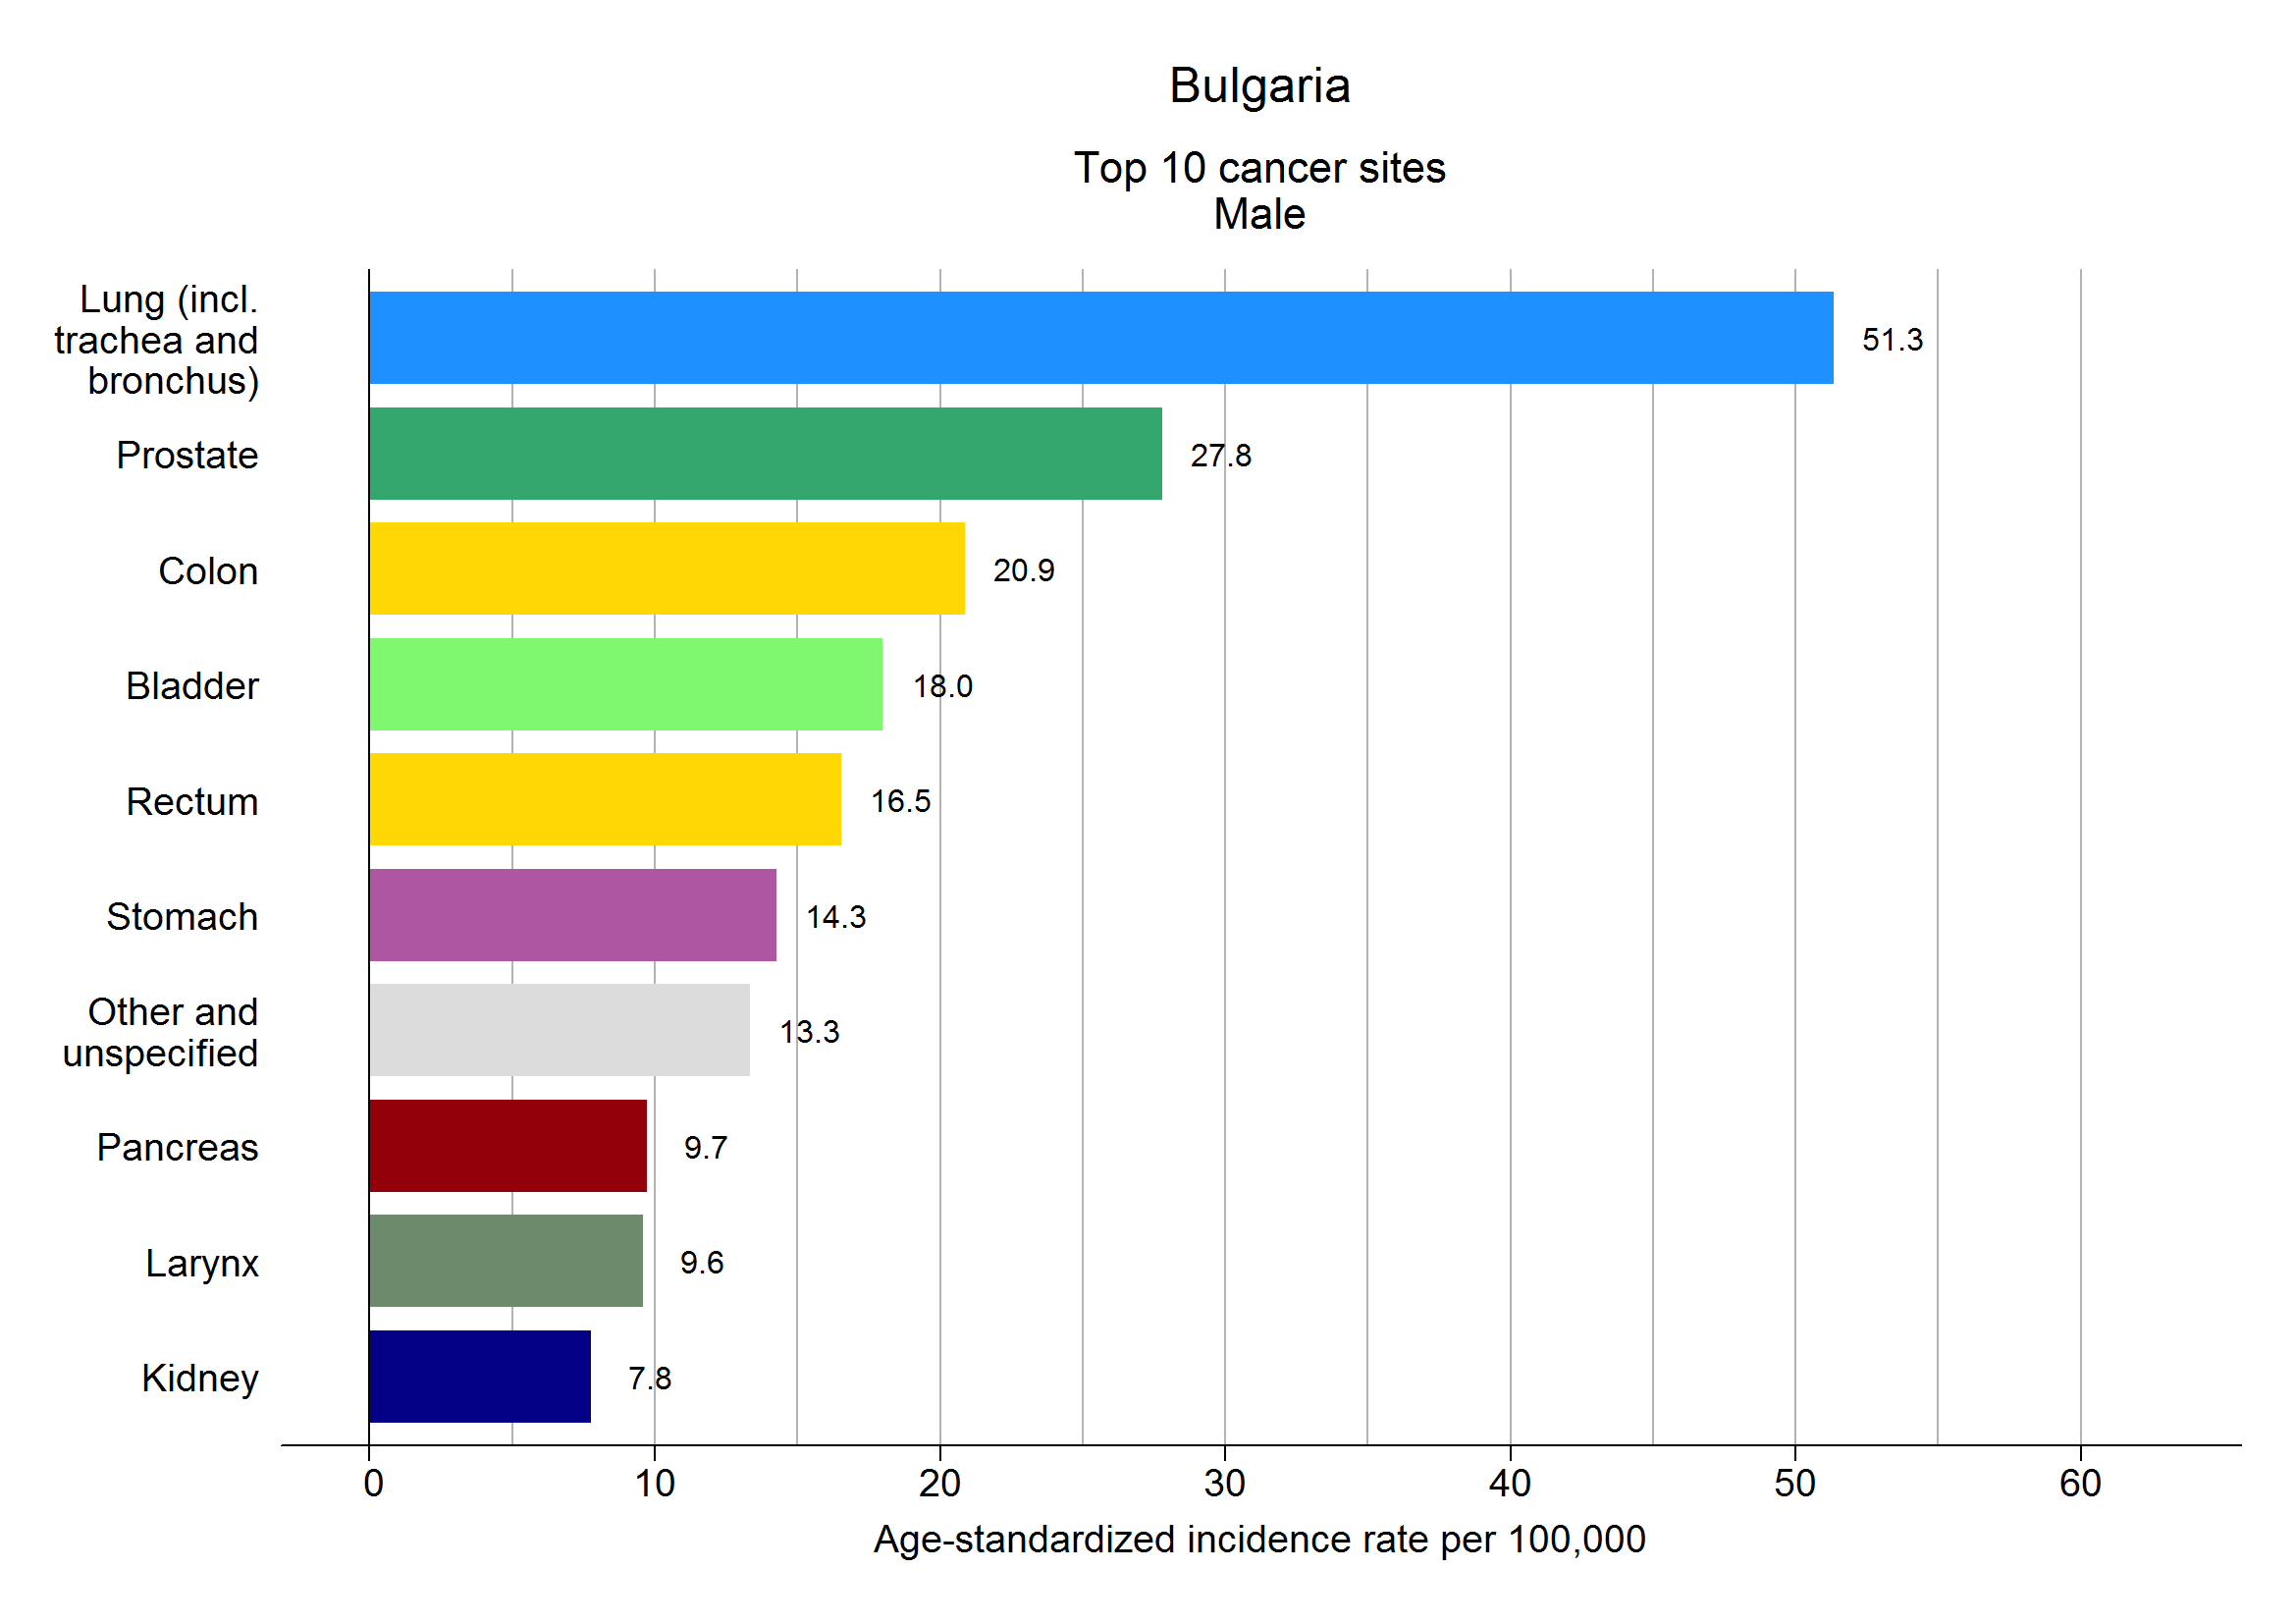 Bulgaria
Top 10 cancer sites
Male
Lung (incl.
trachea and
bronchus)
51.3
Prostate
27.8
Colon
20.9
Bladder
18.0
Rectum
16.5
Stomach
14.3
Other and
unspecified
13.3
Pancreas
9.7
Larynx
9.6
Kidney
7.8
0 10 20 30 40 50 60
Age-standardized incidence rate per 100,000